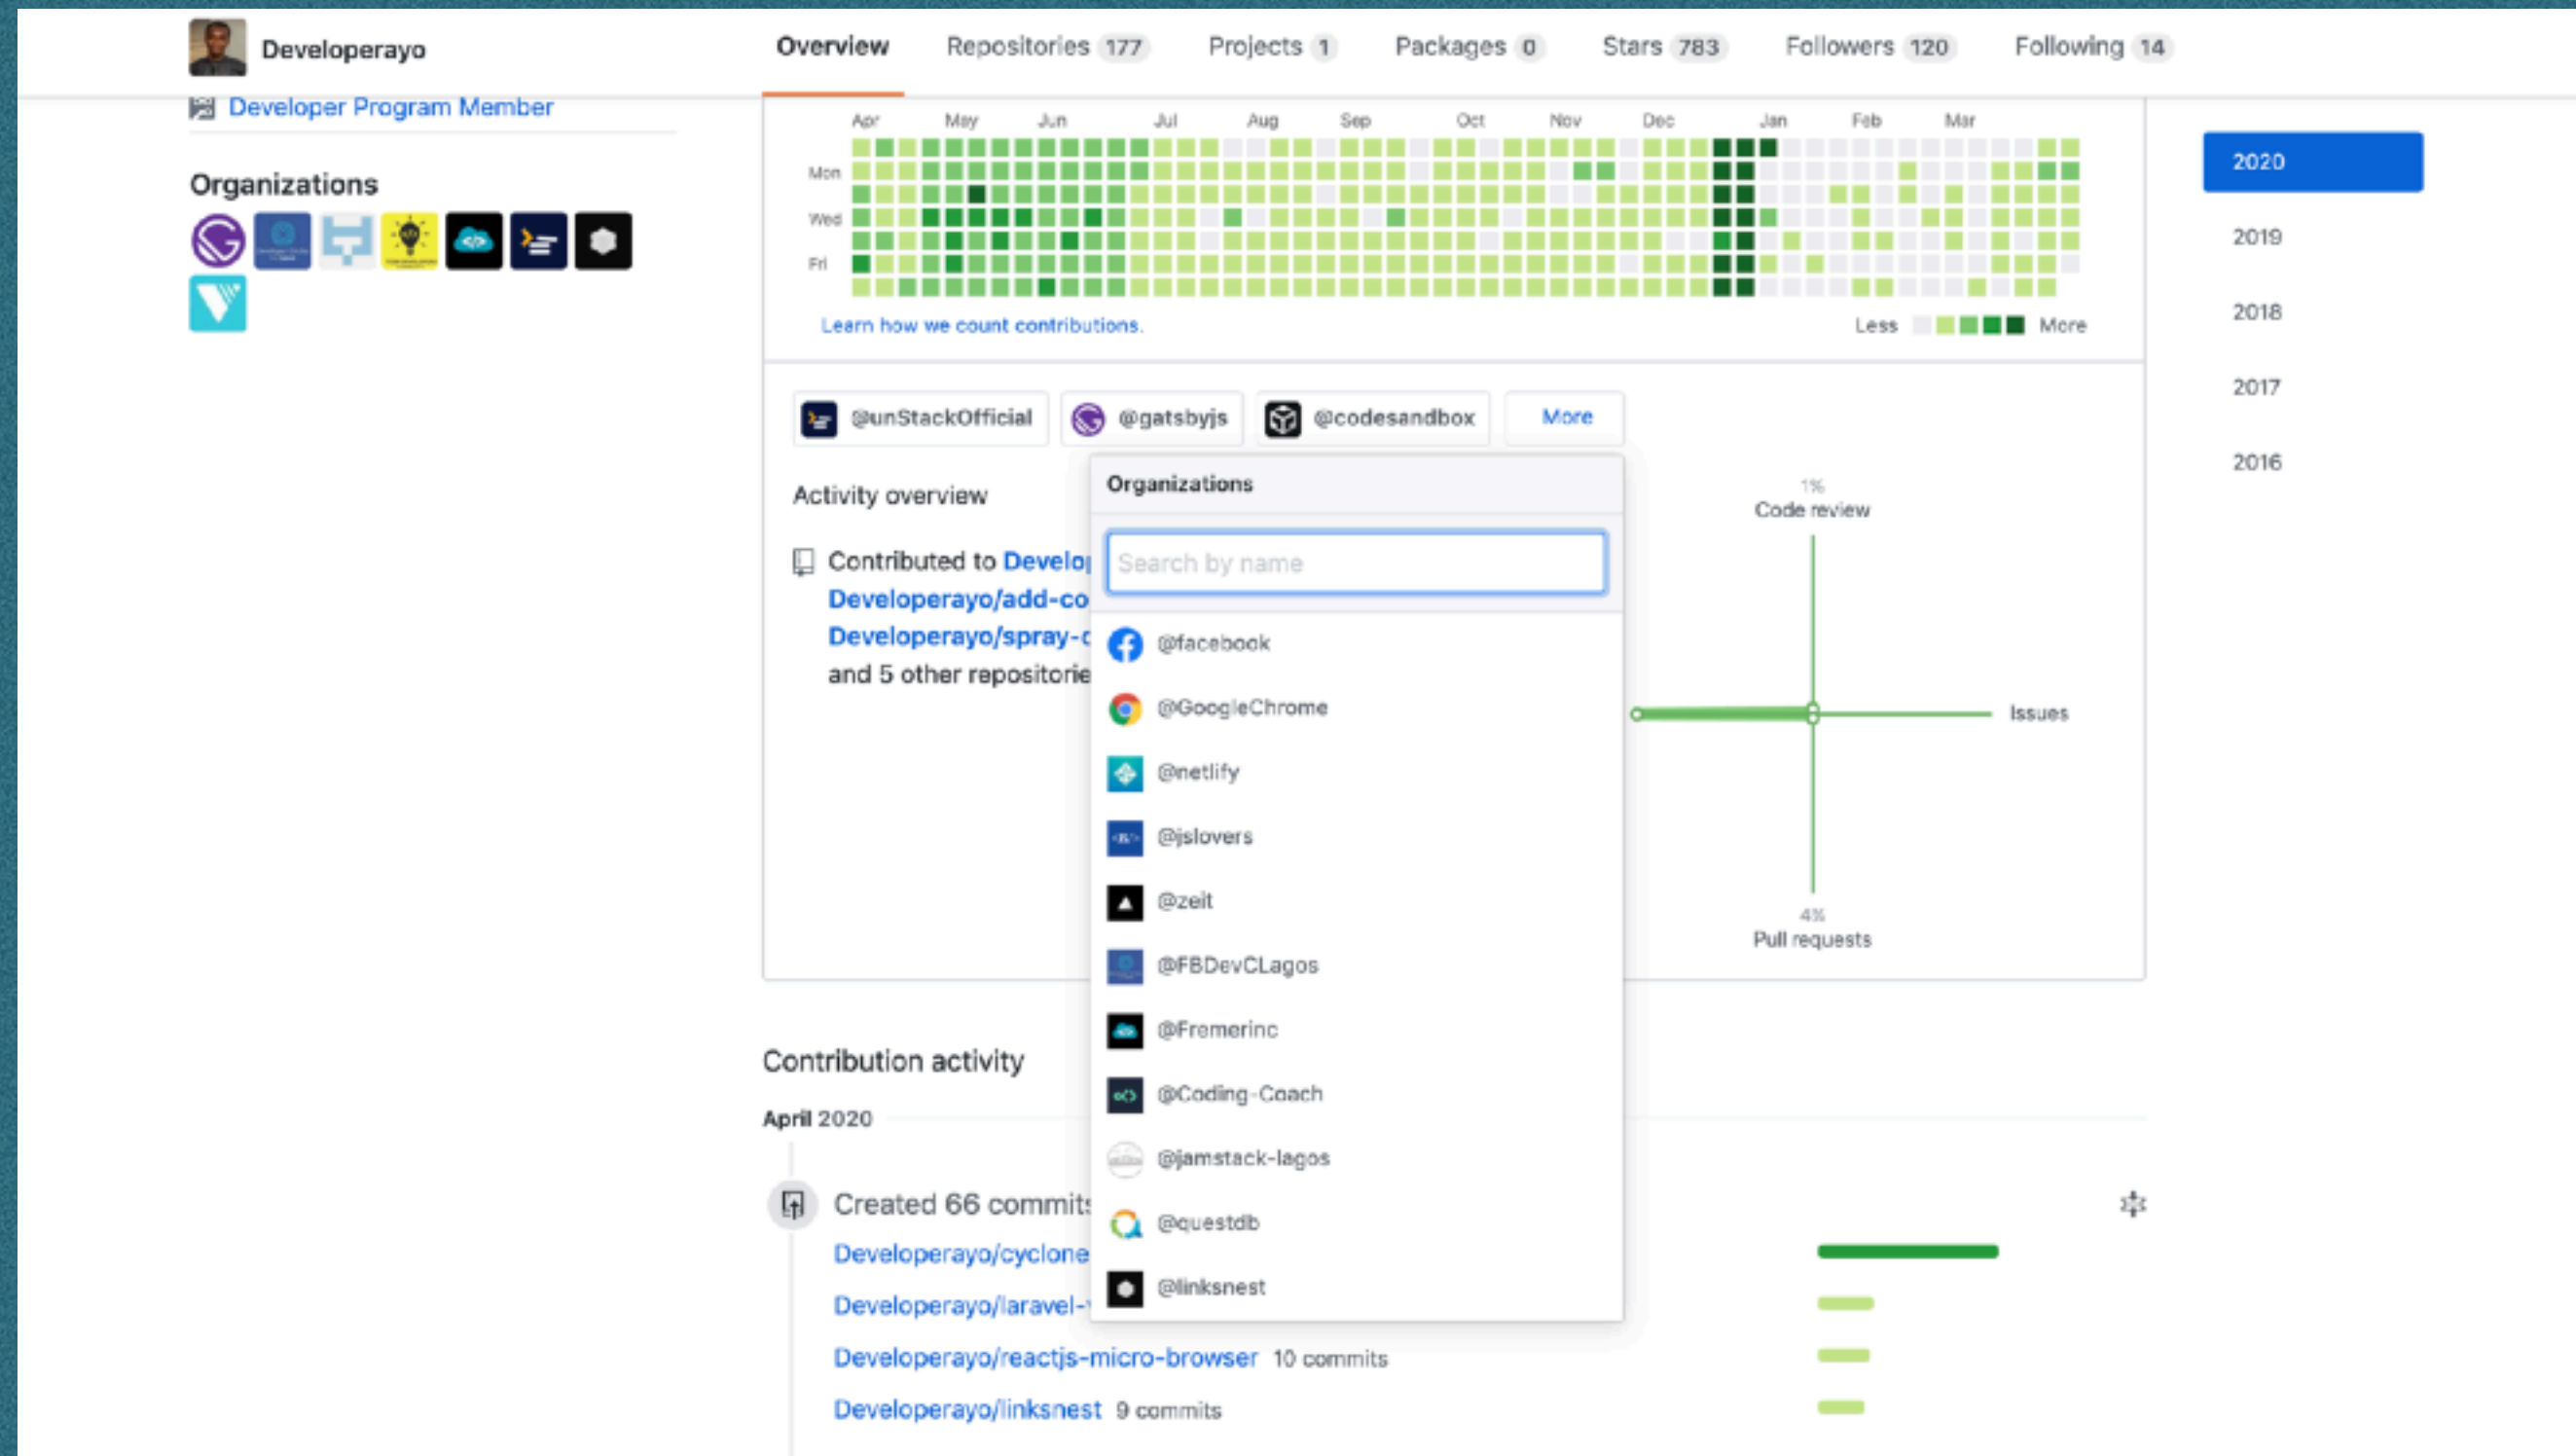 Developerayo
Overview Repositories 177 Projects 1 Packages 0 Stars 783 Followers 120 Following 14
Developer Program Member
Organizations
Apr May Jun Jul Aug Sep Oct Nov Dec Jan Feb Mar
Mon
Wed
Fri
Learn how we count contributions.
Less More
2020
2019
2018
2017
2016
@unStackOfficial @gatsbyjs @codesandbox More
Activity overview
Contributed to Develop
Developerayo/add-co
Developerayo/spray-c
and 5 other repositorie
Organizations
Search by name
@facebook
@GoogleChrome
@netlify
@jslovers
@zeit
@FBDevCLagos
@Fremerinc
@Coding-Coach
@jamstack-lagos
@questdb
@linksnest
1%
Code review
Issues
4%
Pull requests
Contribution activity
April 2020
Created 66 commits
Developerayo/cyclone
Developerayo/laravel-
Developerayo/reactjs-micro-browser 10 commits
Developerayo/linksnest 9 commits